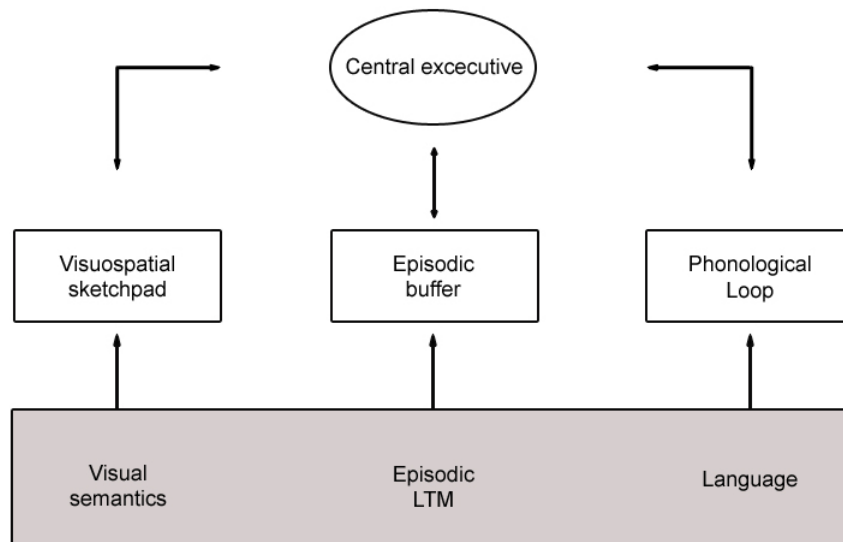 Central excecutive
Visuospatial
sketchpad
Episodic
buffer
Phonological
Loop
Visual
semantics
Episodic
LTM
Language